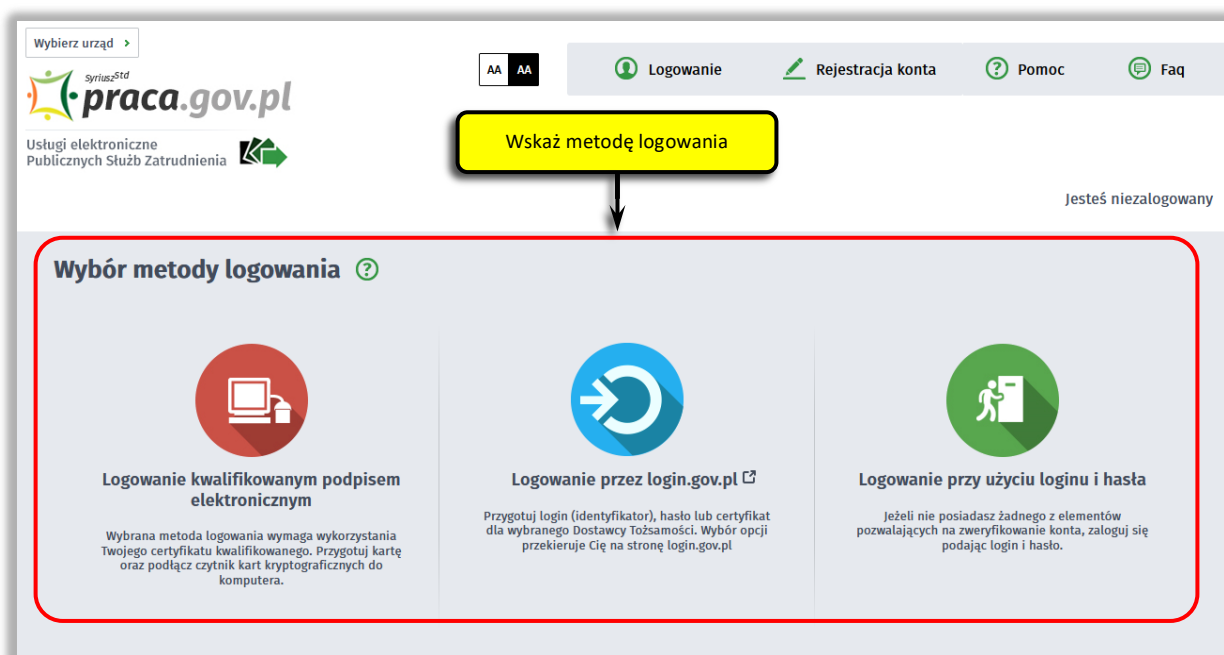 Wybierz urząd >
AA AA
Logowanie
Rejestracja konta
Pomoc
Faq
Syriusz Std
praca.gov.pl
Usługi elektroniczne
Publicznych Służb Zatrudnienia
Wskaż metodę logowania
Jesteś niezalogowany
Wybór metody logowania ?
Logowanie kwalifikowanym podpisem
elektronicznym
Wybrana metoda logowania wymaga wykorzystania
Twojego certyfikatu kwalifikowanego. Przygotuj kartę
oraz podłącz czytnik kart kryptograficznych do
komputera.
Logowanie przez login.gov.pl
Przygotuj login (identyfikator), hasło lub certyfikat
dla wybranego Dostawcy Tożsamości. Wybór opcji
przekieruje Cię na stronę login.gov.pl
Logowanie przy użyciu loginu i hasła
Jeżeli nie posiadasz żadnego z elementów
pozwalających na zweryfikowanie konta, zaloguj się
podając login i hasło.